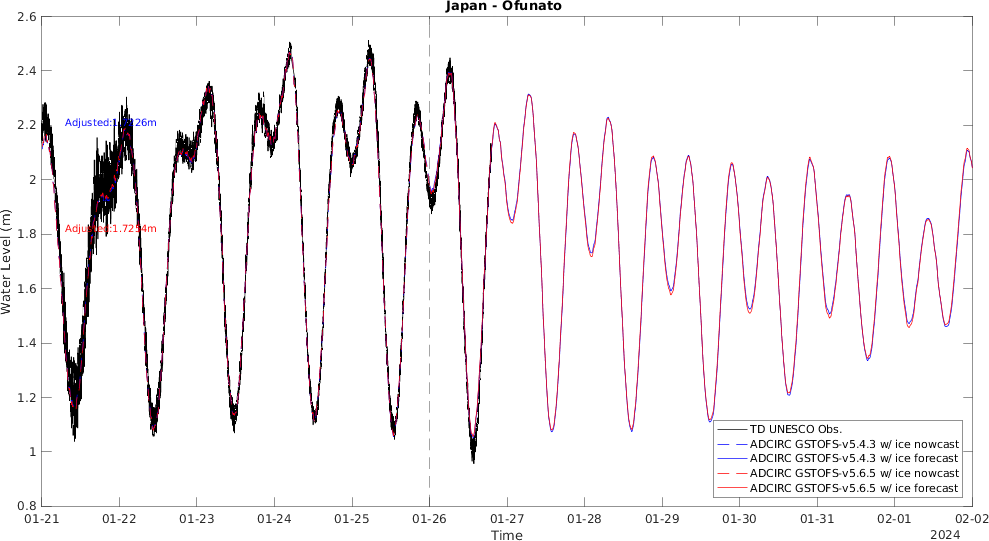 Japan - Ofunato
Water Level (m)
2.6
2.4
2.2
2
1.8
1.6
1.4
1.2
1
0.8
Adjusted:1.7254m
TD UNESCO Obs.
ADCIRC GSTOFS-v5.4.3 w/ ice nowcast
ADCIRC GSTOFS-v5.4.3 w/ ice forecast
ADCIRC GSTOFS-v5.6.5 w/ ice nowcast
ADCIRC GSTOFS-v5.6.5 w/ ice forecast
01-21 01-22 01-23 01-24 01-25 01-26 01-27 01-28 01-29 01-30 01-31 02-01 02-02
Time
2024